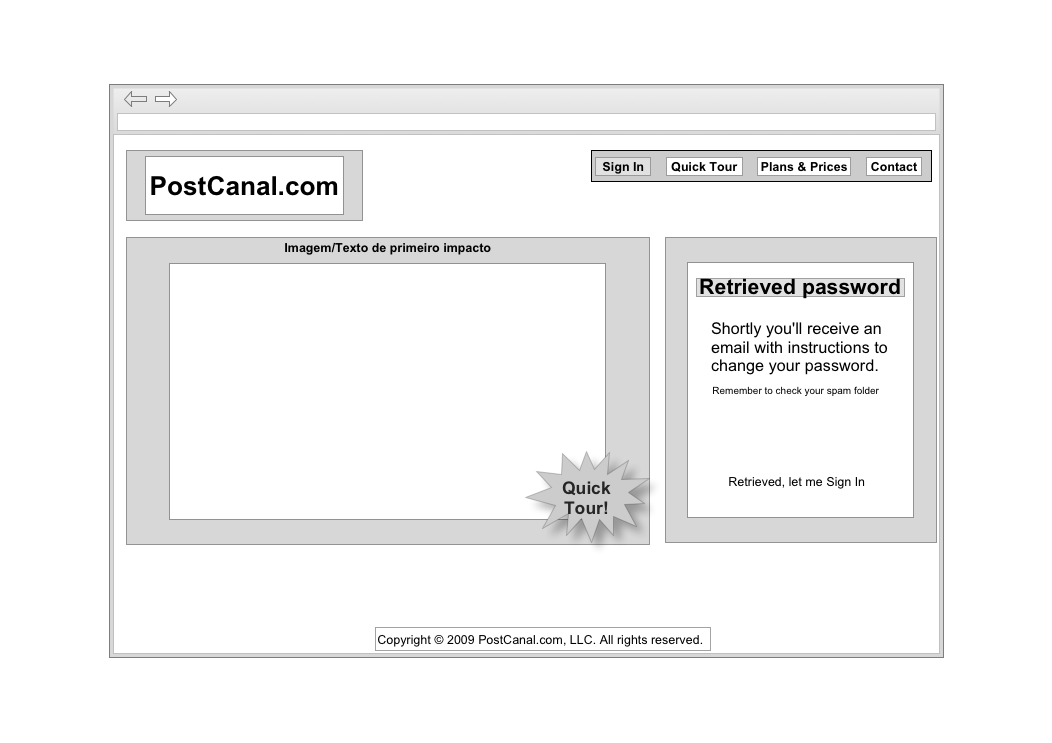 PostCanal.com
Sign In
Quick Tour
Plans & Prices
Contact
Imagem/Texto de primeiro impacto
Quick
Tour!
Retrieved password
Shortly you'll receive an
email with instructions to
change your password.
Remember to check your spam folder
Retrieved, let me Sign In
Copyright © 2009 PostCanal.com, LLC. All rights reserved.